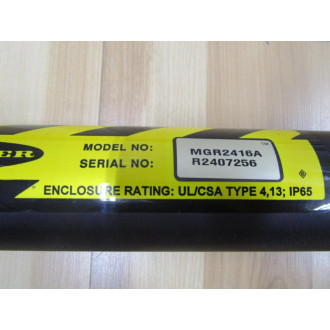 MODEL NO: MGR2416A
SERIAL NO: R2407256
ENCLOSURE RATING: UL/CSA TYPE 4,13; IP65